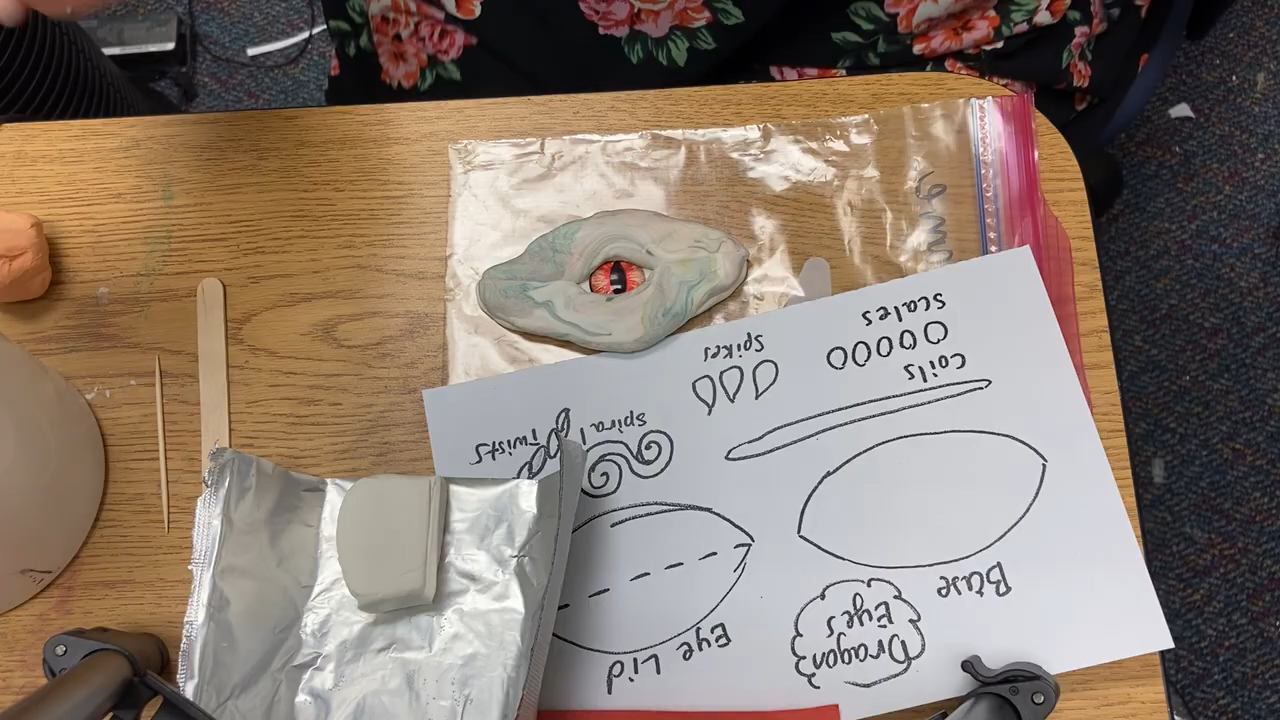 Dragon
Eyes
Base
Eye Lid
Coils
Scales
Spikes
Spiral
Twists